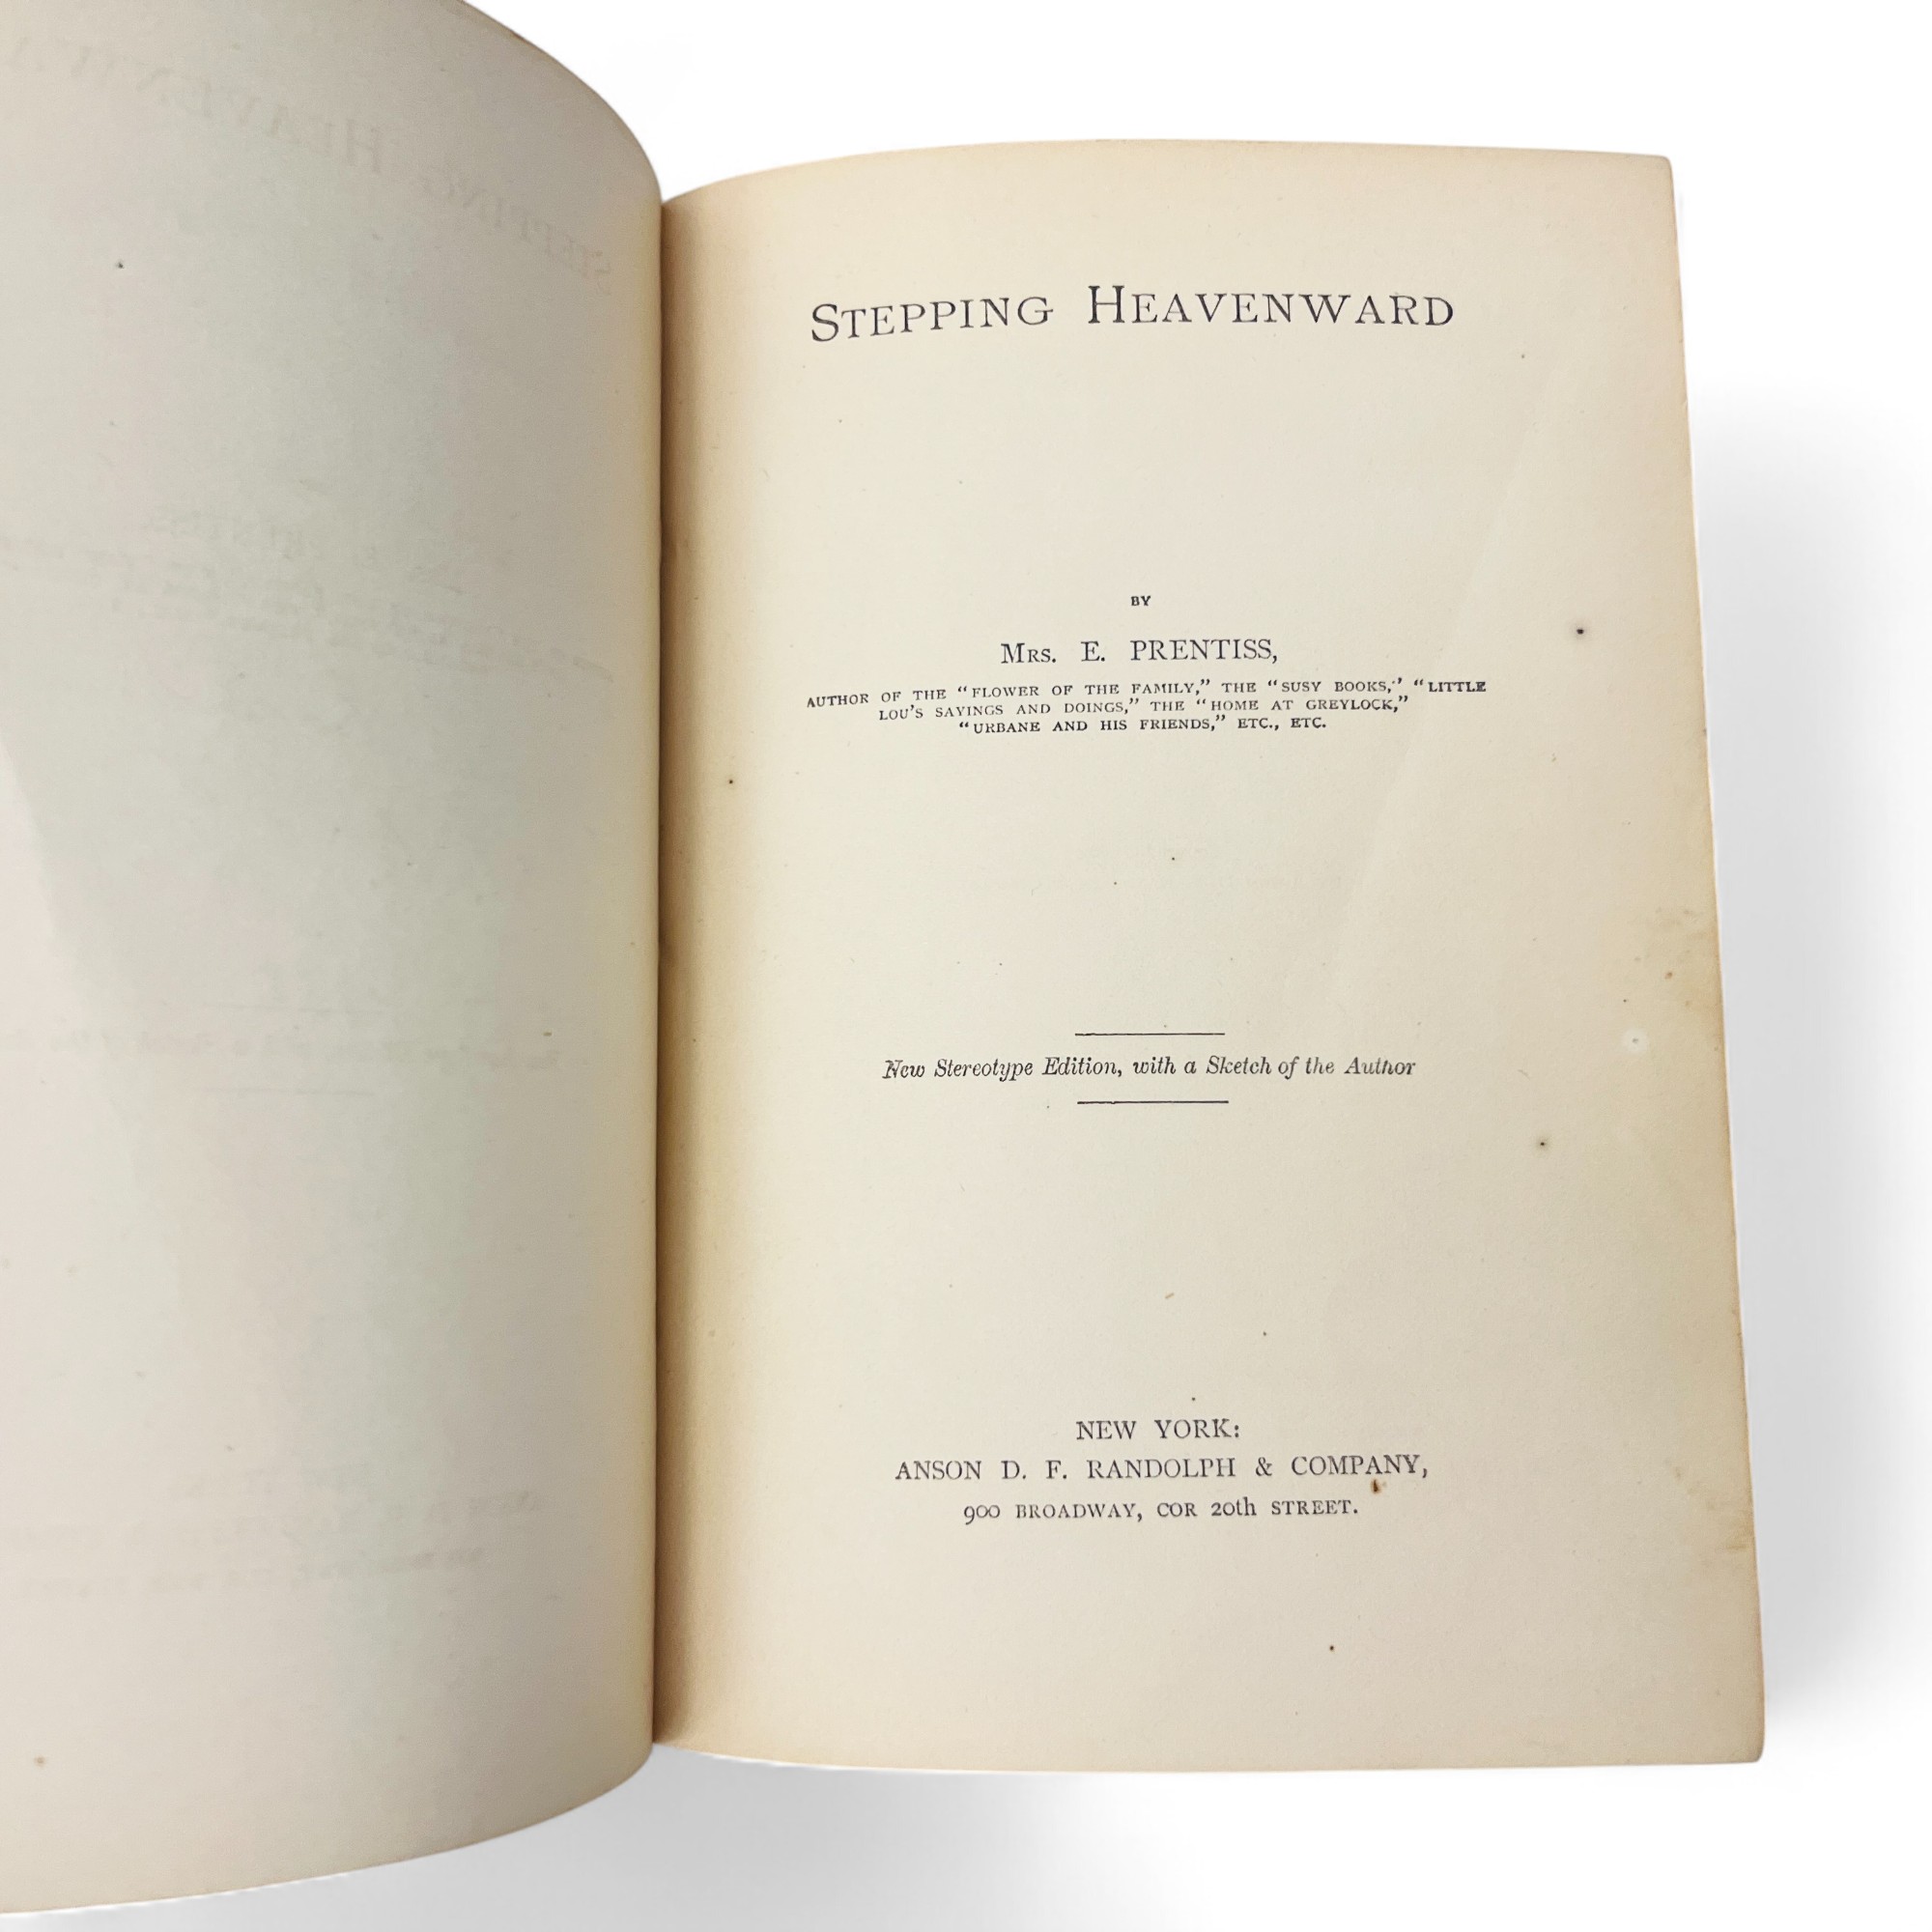 STEPPING HEAVENWARD
BY
MRS. E. PRENTISS,
AUTHOR OF THE "FLOWER OF THE FAMILY," THE "SUSY BOOKS," "LITTLE
LOU'S SAYINGS AND DOINGS," THE "HOME AT GREYLOCK,"
"URBANE AND HIS FRIENDS," ETC., ETC.
New Stereotype Edition, with a Sketch of the Author
NEW YORK:
ANSON D. F. RANDOLPH & COMPANY,
900 BROADWAY, COR 20th STREET.